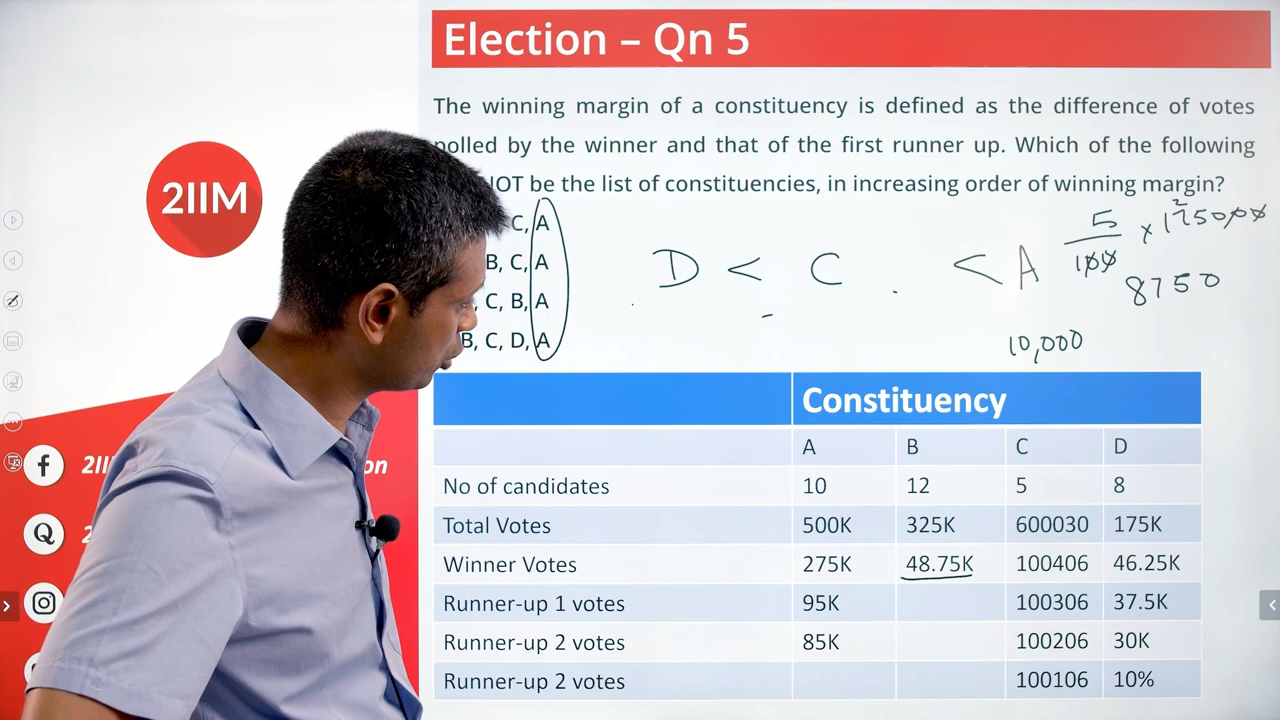 Election – Qn 5
The winning margin of a constituency is defined as the difference of votes
polled by the winner and that of the first runner up. Which of the following
NOT be the list of constituencies, in increasing order of winning margin?
2IIM
C, A
B, C, A
C, B, A
B, C, D, A
D < C < A
5
100
× 175000
2
8750
10,000
Constituency
A B C D
No of candidates 10 12 5 8
Total Votes 500K 325K 600030 175K
Winner Votes 275K 48.75K 100406 46.25K
Runner-up 1 votes 95K 100306 37.5K
Runner-up 2 votes 85K 100206 30K
Runner-up 2 votes 100106 10%
f
Q